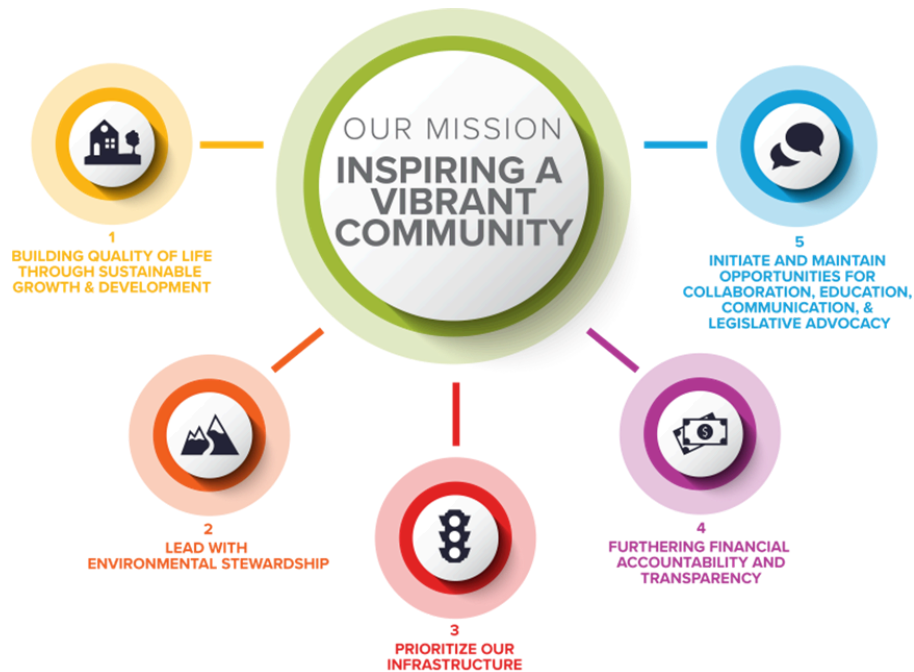 OUR MISSION
INSPIRING A
VIBRANT
COMMUNITY
1
BUILDING QUALITY OF LIFE
THROUGH SUSTAINABLE
GROWTH & DEVELOPMENT
2
LEAD WITH
ENVIRONMENTAL STEWARDSHIP
3
PRIORITIZE OUR
INFRASTRUCTURE
4
FURTHERING FINANCIAL
ACCOUNTABILITY AND
TRANSPARENCY
5
INITIATE AND MAINTAIN
OPPORTUNITIES FOR
COLLABORATION, EDUCATION,
COMMUNICATION, &
LEGISLATIVE ADVOCACY
$